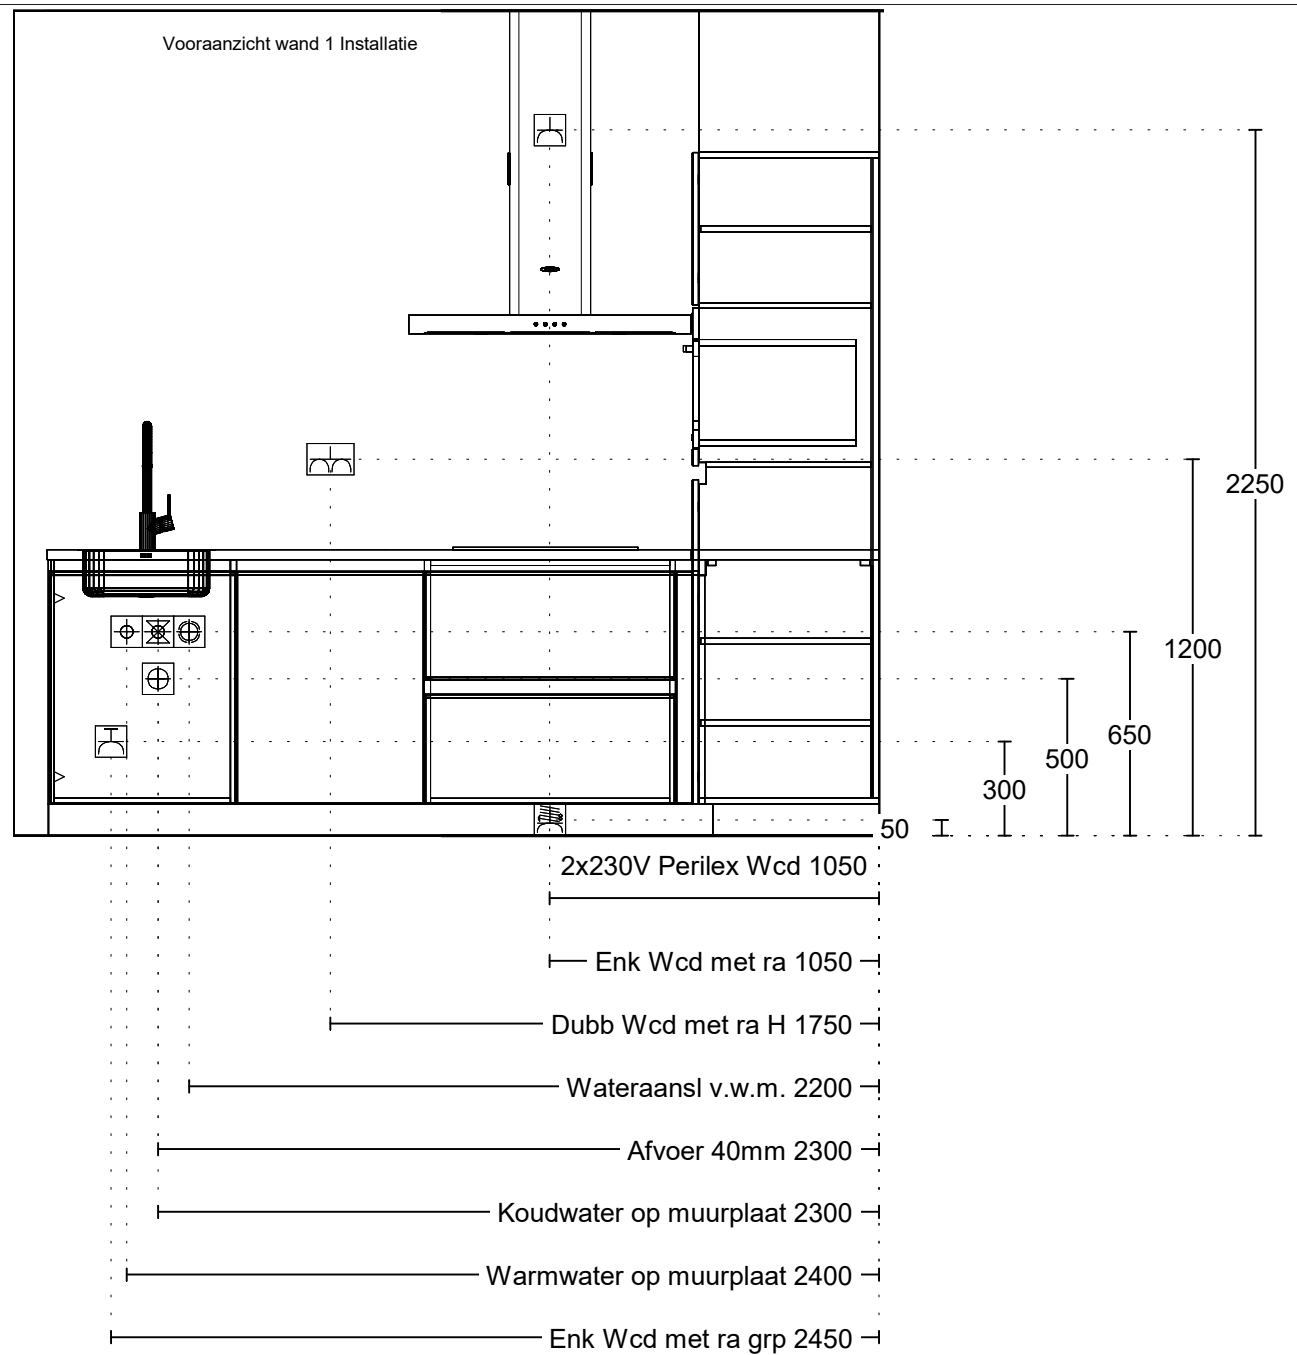 Vooraanzicht wand 1 Installatie
2250
1200
650
500
300
50
2x230V Perilex Wcd 1050
Enk Wcd met ra 1050
Dubb Wcd met ra H 1750
Wateraansl v.w.m. 2200
Afvoer 40mm 2300
Koudwater op muurplaat 2300
Warmwater op muurplaat 2400
Enk Wcd met ra grp 2450